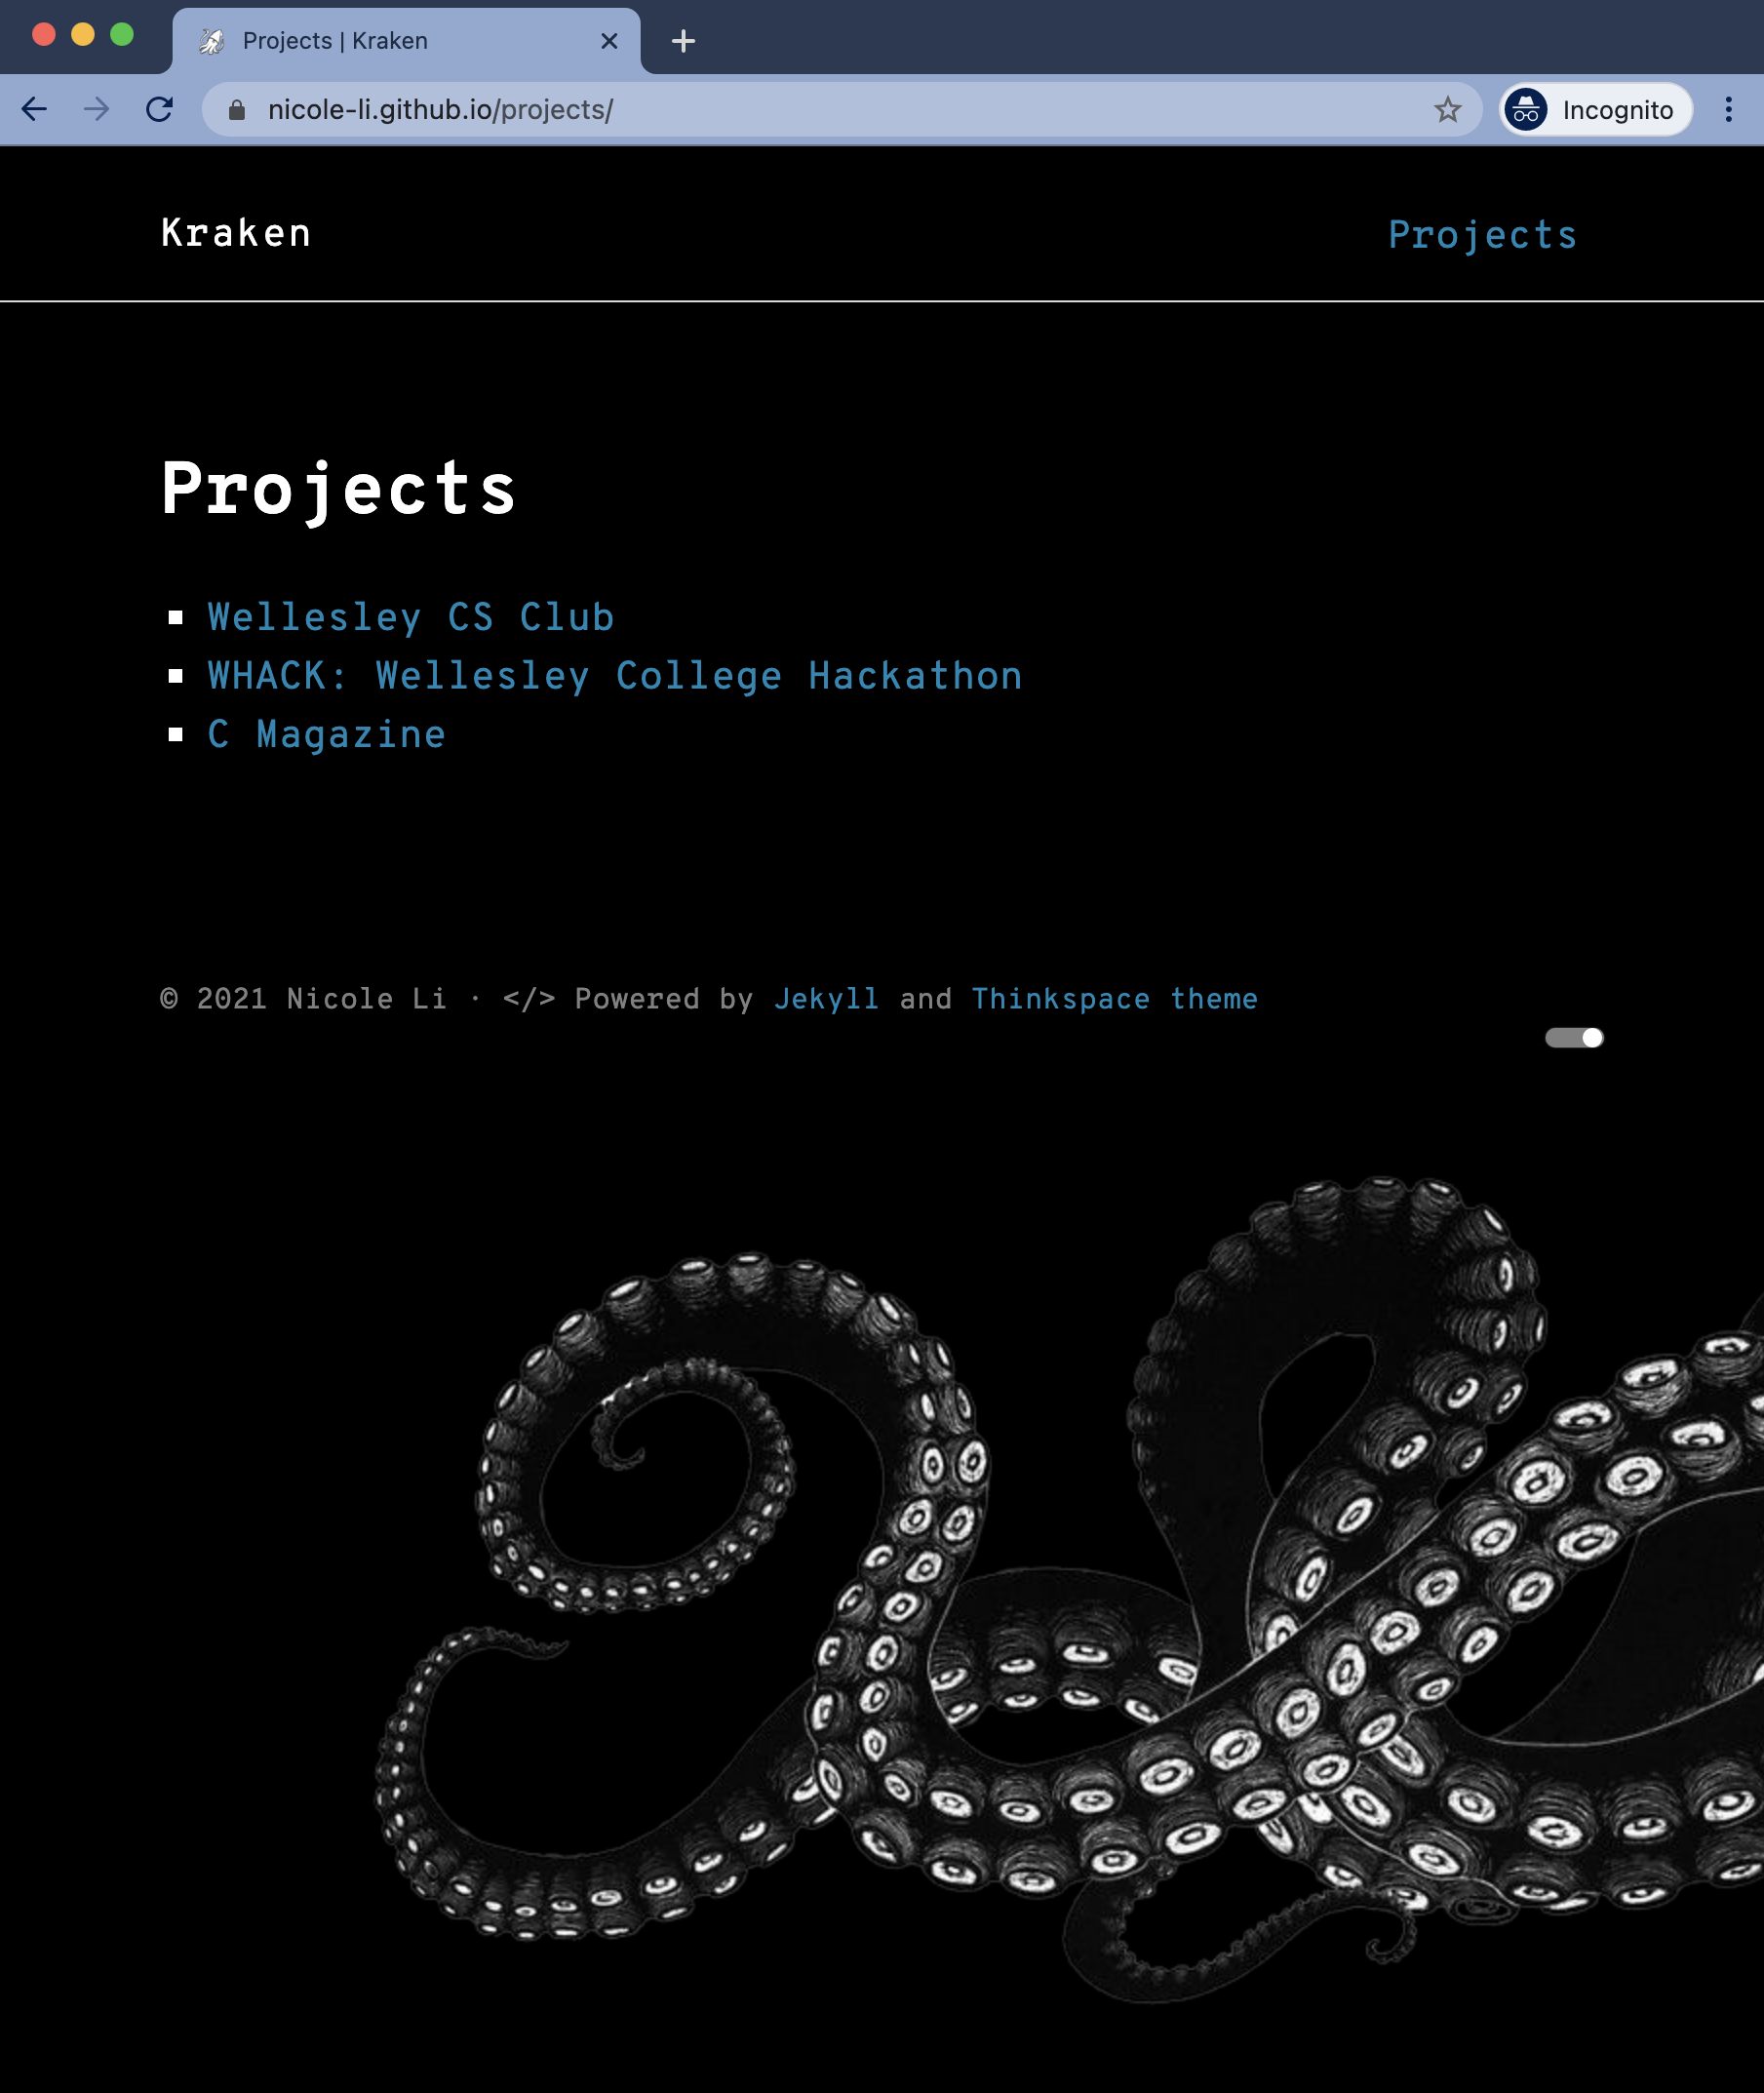 Projects | Kraken
nicole-li.github.io/projects/
Incognito
Kraken
Projects
Projects
Wellesley CS Club
WHACK: Wellesley College Hackathon
C Magazine
© 2021 Nicole Li · </> Powered by Jekyll and Thinkspace theme